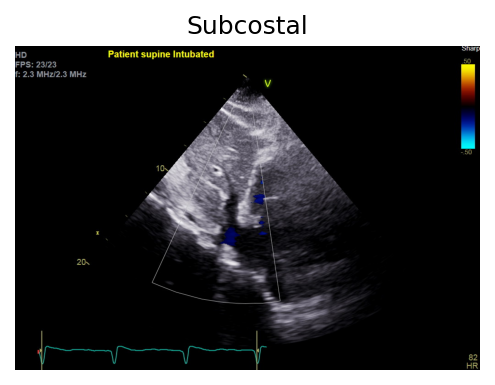 Subcostal
HD
FPS: 23/23
f: 2.3 MHz/2.3 MHz
Patient supine Intubated
Sharp
50
V
-50
10
20
x
82
HR